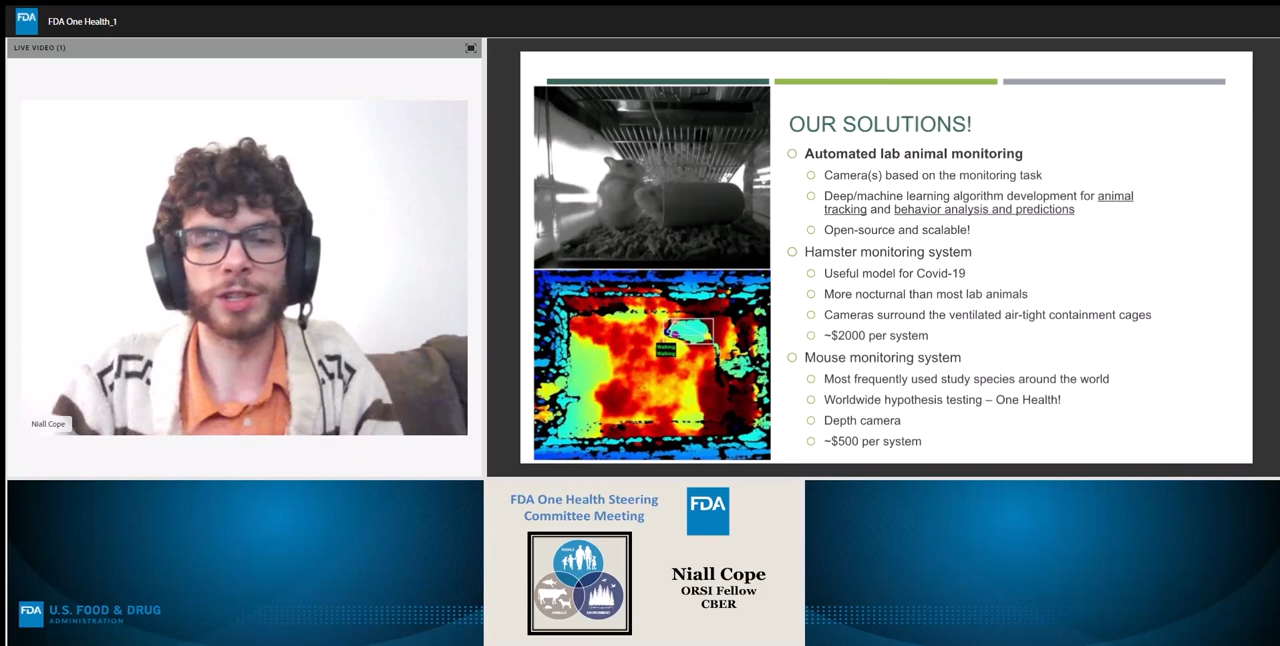 FDA
FDA One Health_1
LIVE VIDEO (1)
Niall Cope
OUR SOLUTIONS!
Automated lab animal monitoring
Camera(s) based on the monitoring task
Deep/machine learning algorithm development for animal
tracking and behavior analysis and predictions
Open-source and scalable!
Hamster monitoring system
Useful model for Covid-19
More nocturnal than most lab animals
Cameras surround the ventilated air-tight containment cages
~$2000 per system
Mouse monitoring system
Most frequently used study species around the world
Worldwide hypothesis testing – One Health!
Depth camera
~$500 per system
Walking
Walking
FDA U.S. FOOD & DRUG
ADMINISTRATION
FDA One Health Steering
Committee Meeting
FDA
PEOPLE
ANIMALS
ENVIRONMENT
Niall Cope
ORSI Fellow
CBER